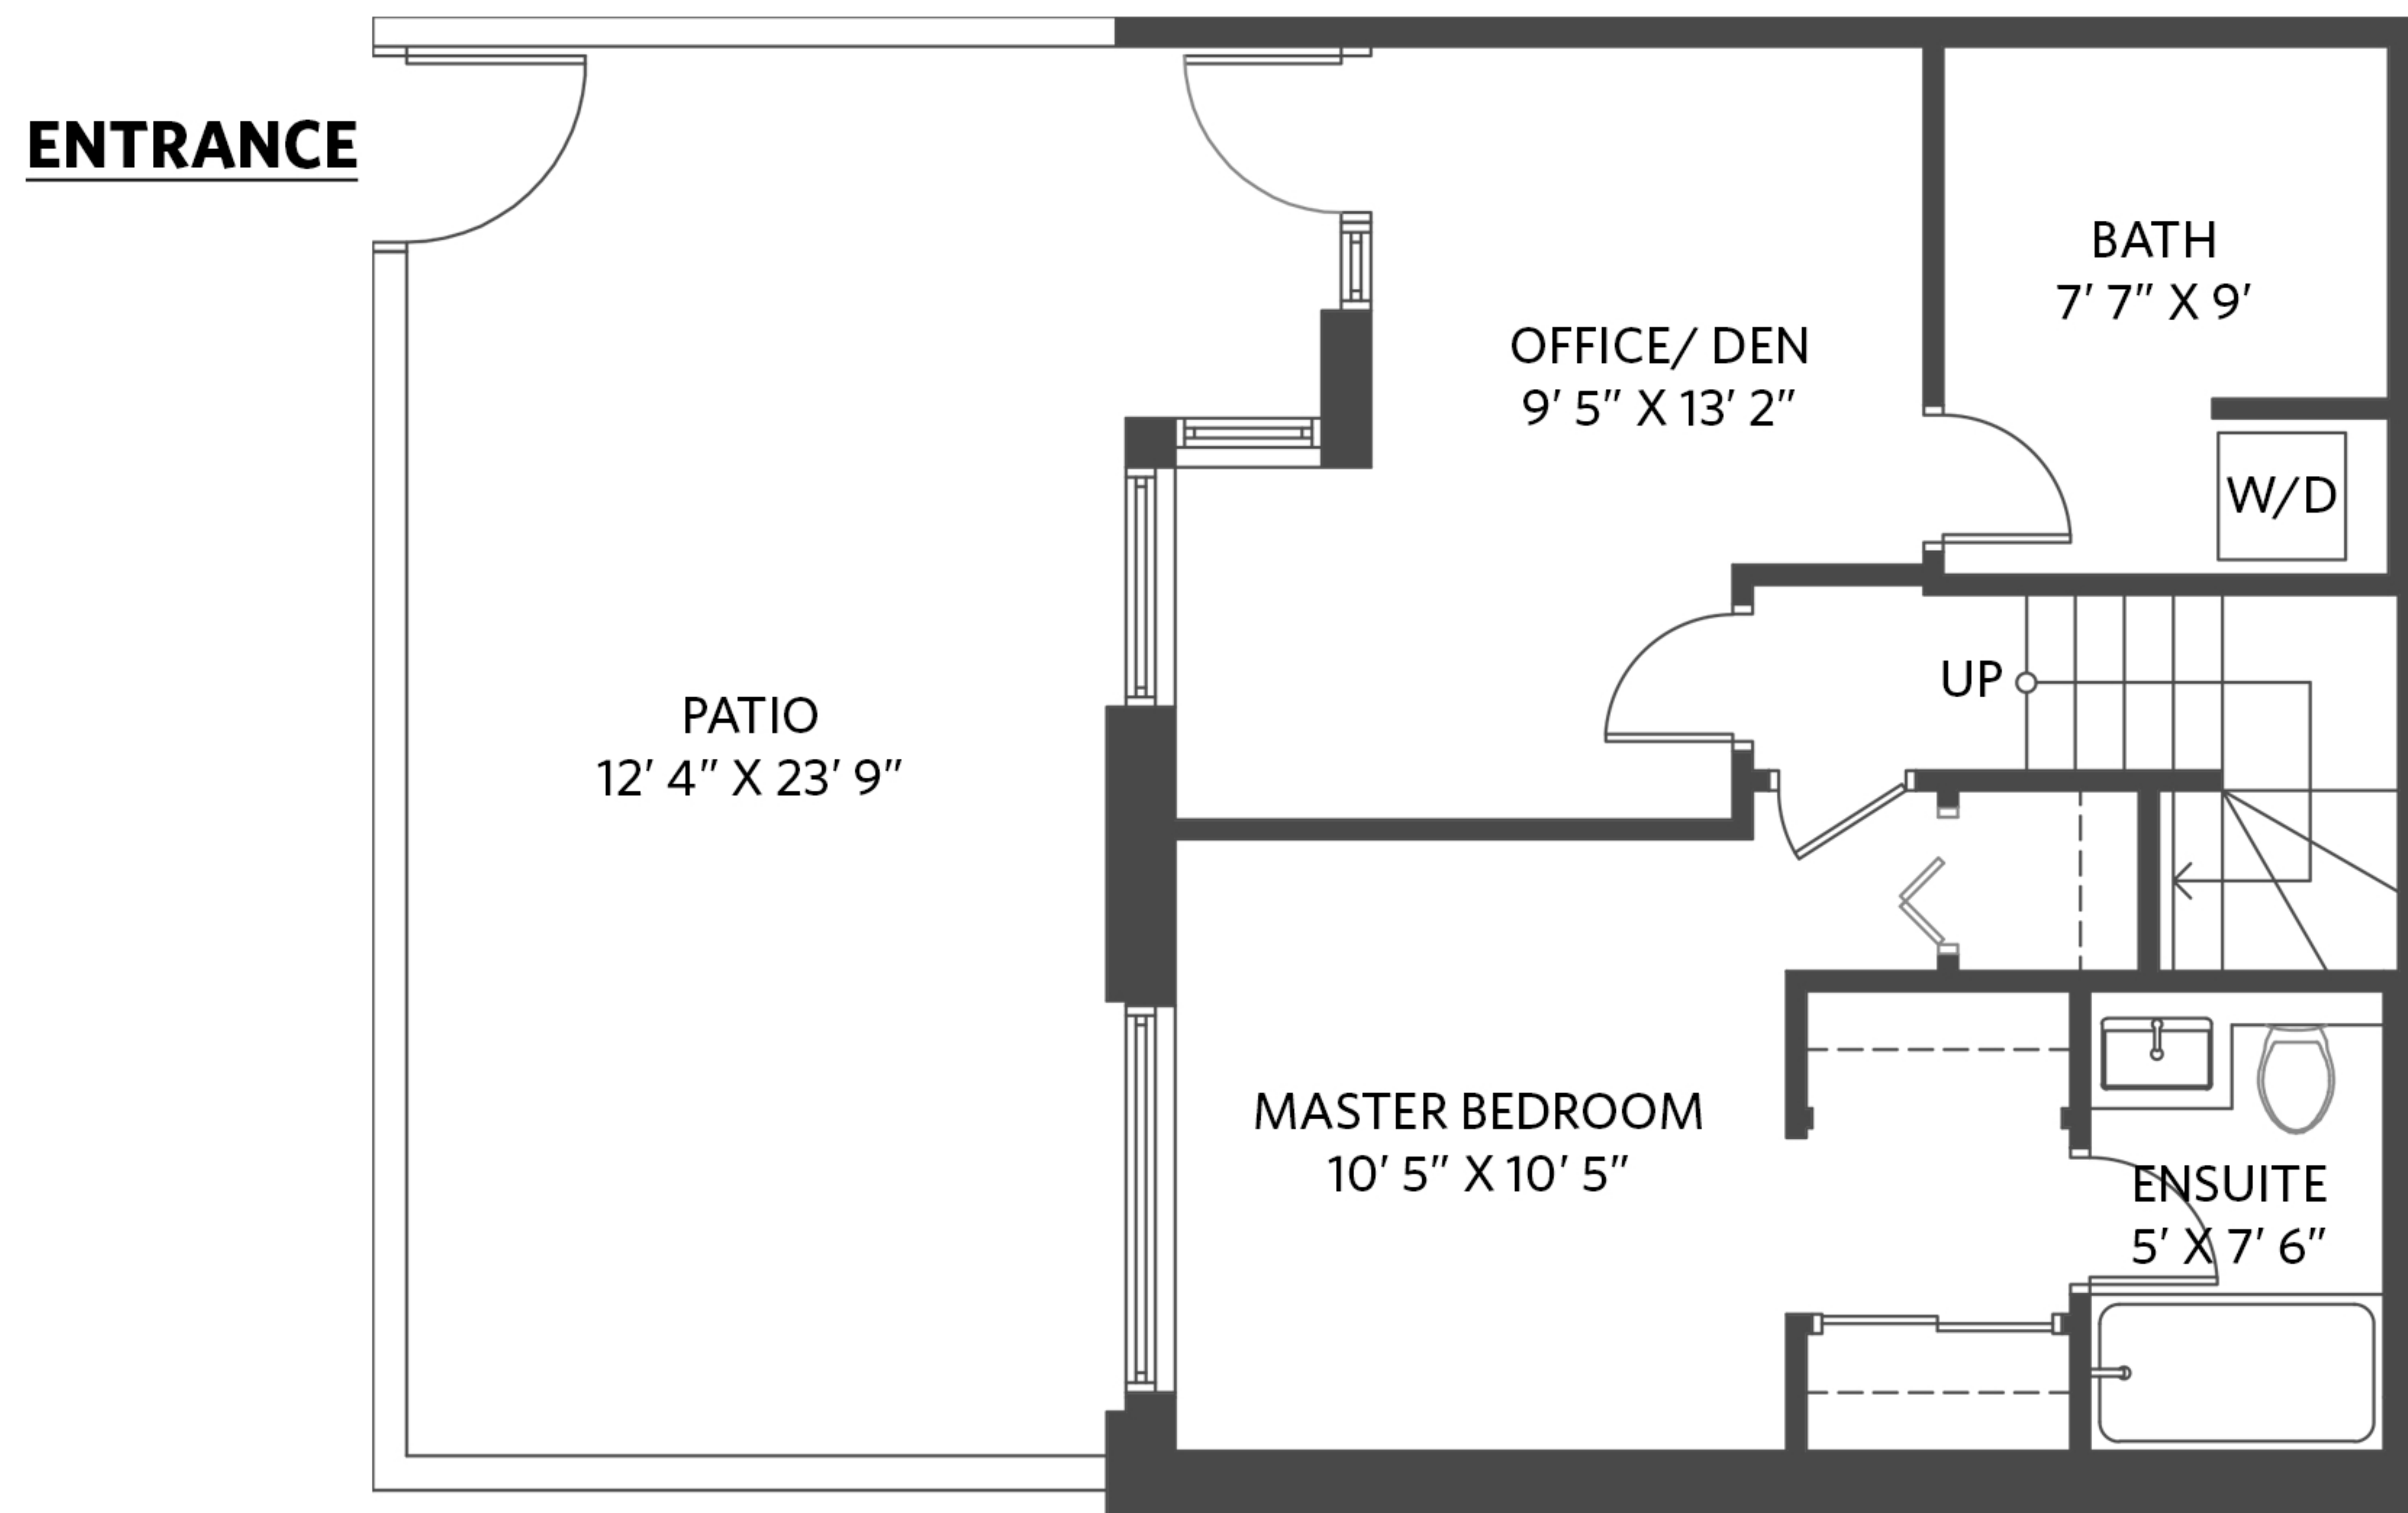 ENTRANCE
BATH
7' 7" X 9'
OFFICE/ DEN
9' 5" X 13' 2"
W/D
UP
PATIO
12' 4" X 23' 9"
MASTER BEDROOM
10' 5" X 10' 5"
ENSUITE
5' X 7' 6"